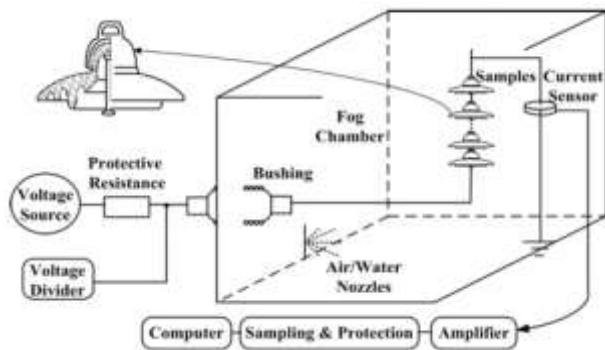 Samples
Current
Sensor
Fog
Chamber
Protective
Resistance
Bushing
Voltage
Source
Voltage
Divider
Air/Water
Nozzles
Computer
Sampling & Protection
Amplifier